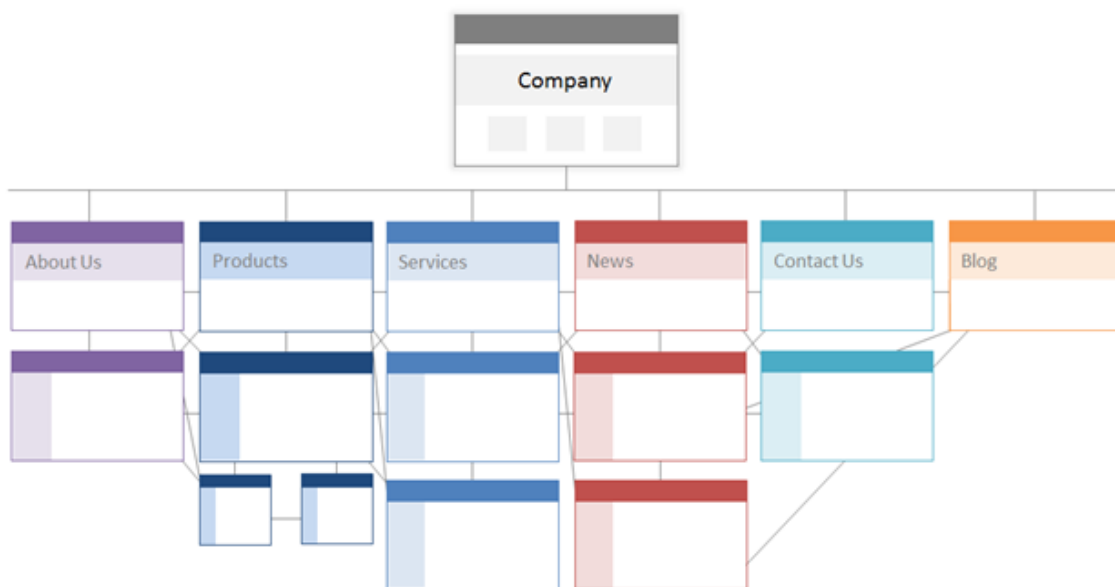 Company
About Us
Products
Services
News
Contact Us
Blog